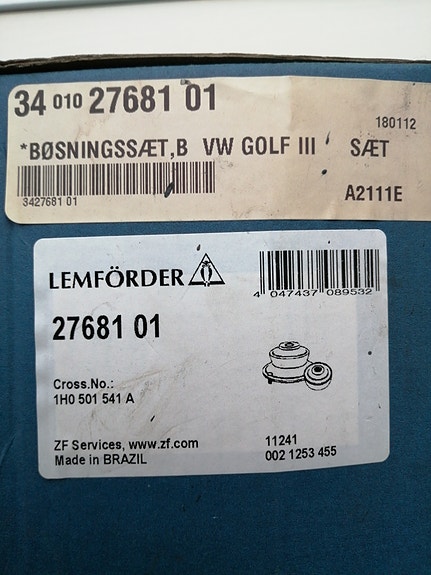 34 010 27681 01
180112
*BØSNINGSSÆT,B VW GOLF III SÆT
3427681 01
A2111E
LEMFÖRDER
4 047437 089532
27681 01
Cross.No.:
1H0 501 541 A
ZF Services, www.zf.com
Made in BRAZIL
11241
002 1253 455